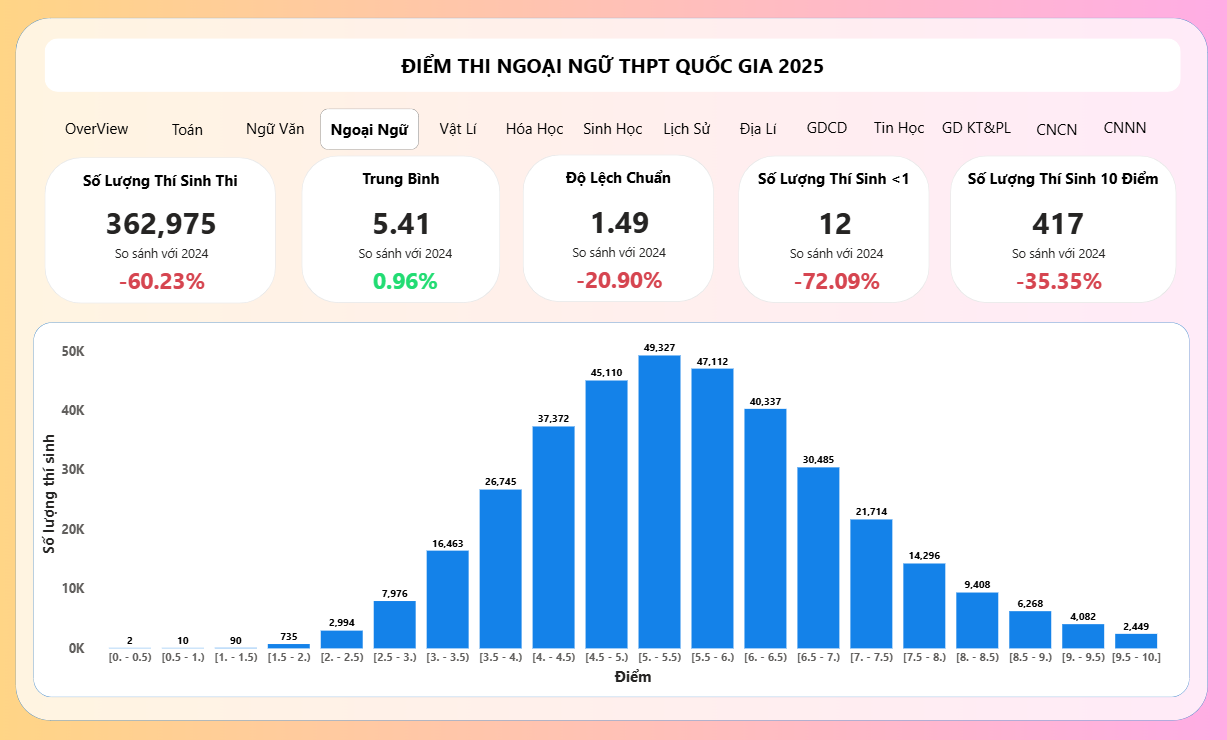 ĐIỂM THI NGOẠI NGỮ THPT QUỐC GIA 2025
OverView Toán Ngữ Văn Ngoại Ngữ Vật Lí Hóa Học Sinh Học Lịch Sử Địa Lí GDCD Tin Học GD KT&PL CNCN CNNN
Số Lượng Thí Sinh Thi Trung Bình Độ Lệch Chuẩn Số Lượng Thí Sinh <1 Số Lượng Thí Sinh 10 Điểm
362,975 5.41 1.49 12 417
So sánh với 2024 So sánh với 2024 So sánh với 2024 So sánh với 2024 So sánh với 2024
-60.23% 0.96% -20.90% -72.09% -35.35%
Số lượng thí sinh
50K
40K
30K
20K
10K
0K
2 10 90 735 2,994 7,976 16,463 26,745 37,372 45,110 49,327 47,112 40,337 30,485 21,714 14,296 9,408 6,268 4,082 2,449
[0. - 0.5) [0.5 - 1.) [1. - 1.5) [1.5 - 2.) [2. - 2.5) [2.5 - 3.) [3. - 3.5) [3.5 - 4.) [4. - 4.5) [4.5 - 5.) [5. - 5.5) [5.5 - 6.) [6. - 6.5) [6.5 - 7.) [7. - 7.5) [7.5 - 8.) [8. - 8.5) [8.5 - 9.) [9. - 9.5) [9.5 - 10.]
Điểm